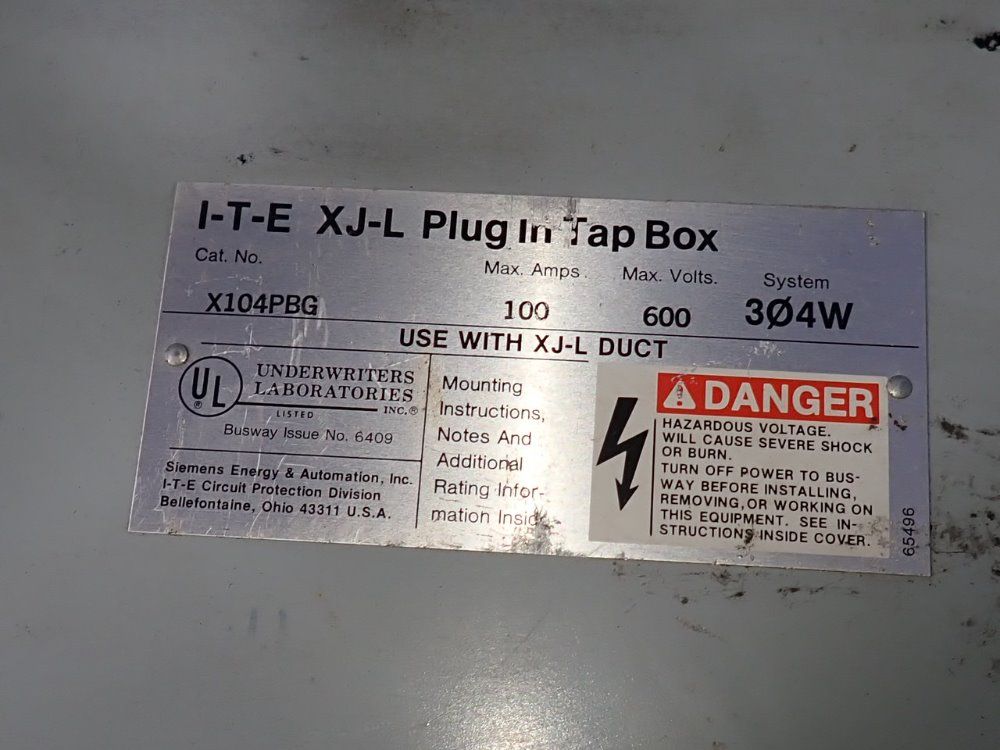 I-T-E XJ-L Plug In Tap Box
Cat. No. Max. Amps. Max. Volts. System
X104PBG 100 600 3Ø4W
USE WITH XJ-L DUCT
UL
®
UNDERWRITERS
LABORATORIES
INC.®
LISTED
Busway Issue No. 6409
Siemens Energy & Automation, Inc.
I-T-E Circuit Protection Division
Bellefontaine, Ohio 43311 U.S.A.
Mounting
Instructions,
Notes And
Additional
Rating Infor-
mation Inside.
DANGER
HAZARDOUS VOLTAGE.
WILL CAUSE SEVERE SHOCK
OR BURN.
TURN OFF POWER TO BUS-
WAY BEFORE INSTALLING,
REMOVING, OR WORKING ON
THIS EQUIPMENT. SEE IN-
STRUCTIONS INSIDE COVER.
65496